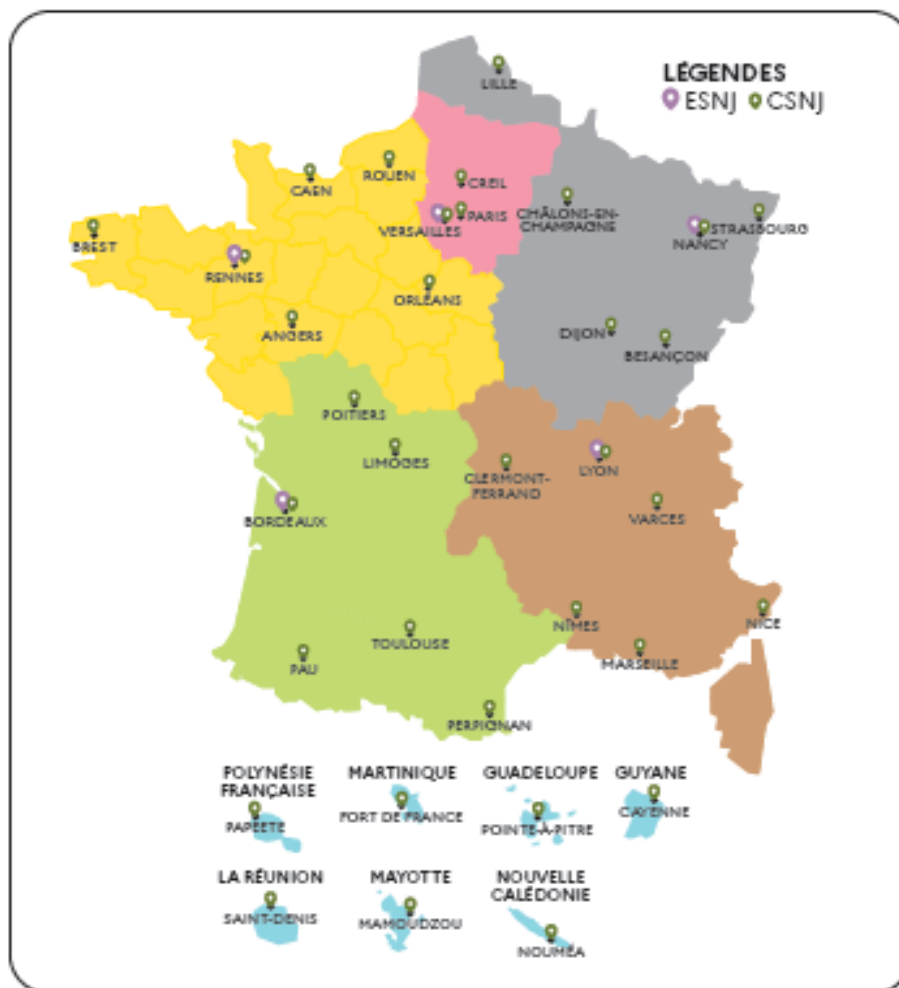 LÉGENDES
ESNJ CSNJ
LILLE
ROUEN
CAEN
CREIL
PARIS
VERSAILLES
CHÂLONS-EN-
CHAMPAGNE
STRASBOURG
NANCY
BREST
RENNES
ORLÉANS
ANGERS
DIJON
BESANÇON
POITIERS
LIMOGES
CLERMONT-
FERRAND
LYON
BORDEAUX
VARCES
NÎMES
NICE
TOULOUSE
MARSEILLE
PAU
PERPIGNAN
POLYNÉSIE
FRANÇAISE
PAPEETE
MARTINIQUE
FORT DE FRANCE
GUADELOUPE
POINTE-À-PITRE
GUYANE
CAYENNE
LA RÉUNION
SAINT-DENIS
MAYOTTE
MAMOUDZOU
NOUVELLE
CALÉDONIE
NOUMÉA